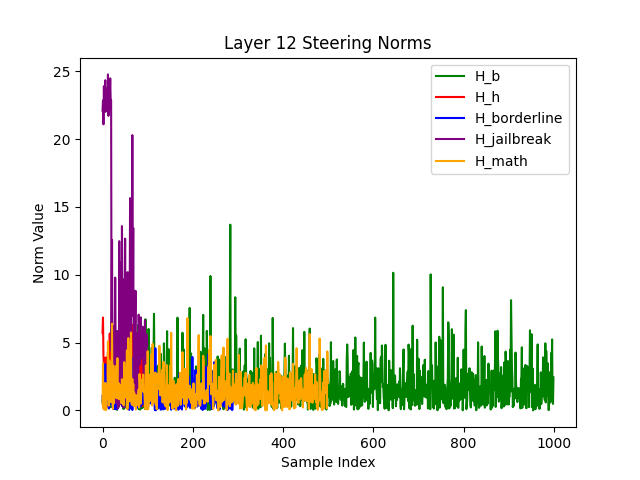 Layer 12 Steering Norms
Norm Value
25
20
15
10
5
0
H_b
H_h
H_borderline
H_jailbreak
H_math
0 200 400 600 800 1000
Sample Index